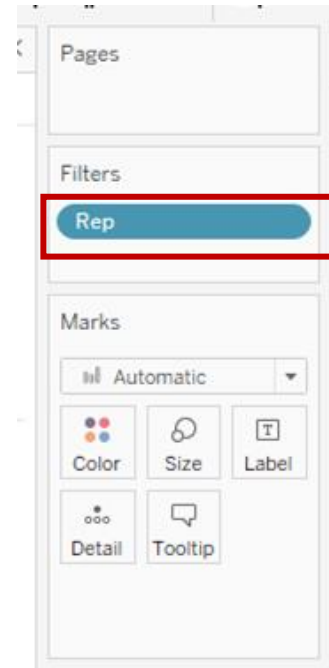 Pages
Filters
Rep
Marks
Automatic
Color Size Label
Detail Tooltip